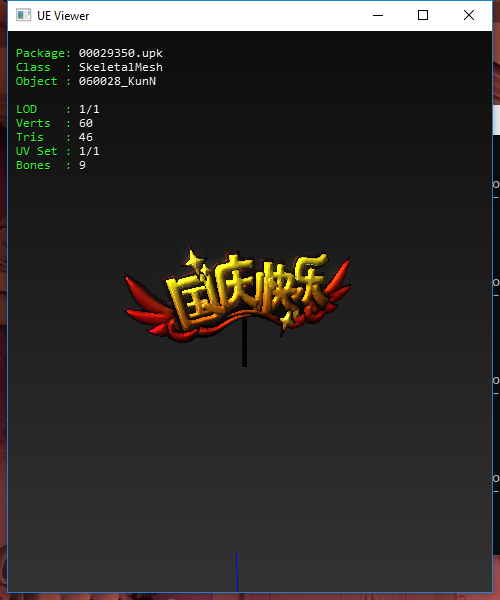 UE Viewer
Package: 00029350.upk
Class : SkeletalMesh
Object : 060028_KunN
LOD : 1/1
Verts : 60
Tris : 46
UV Set : 1/1
Bones : 9
国庆快乐